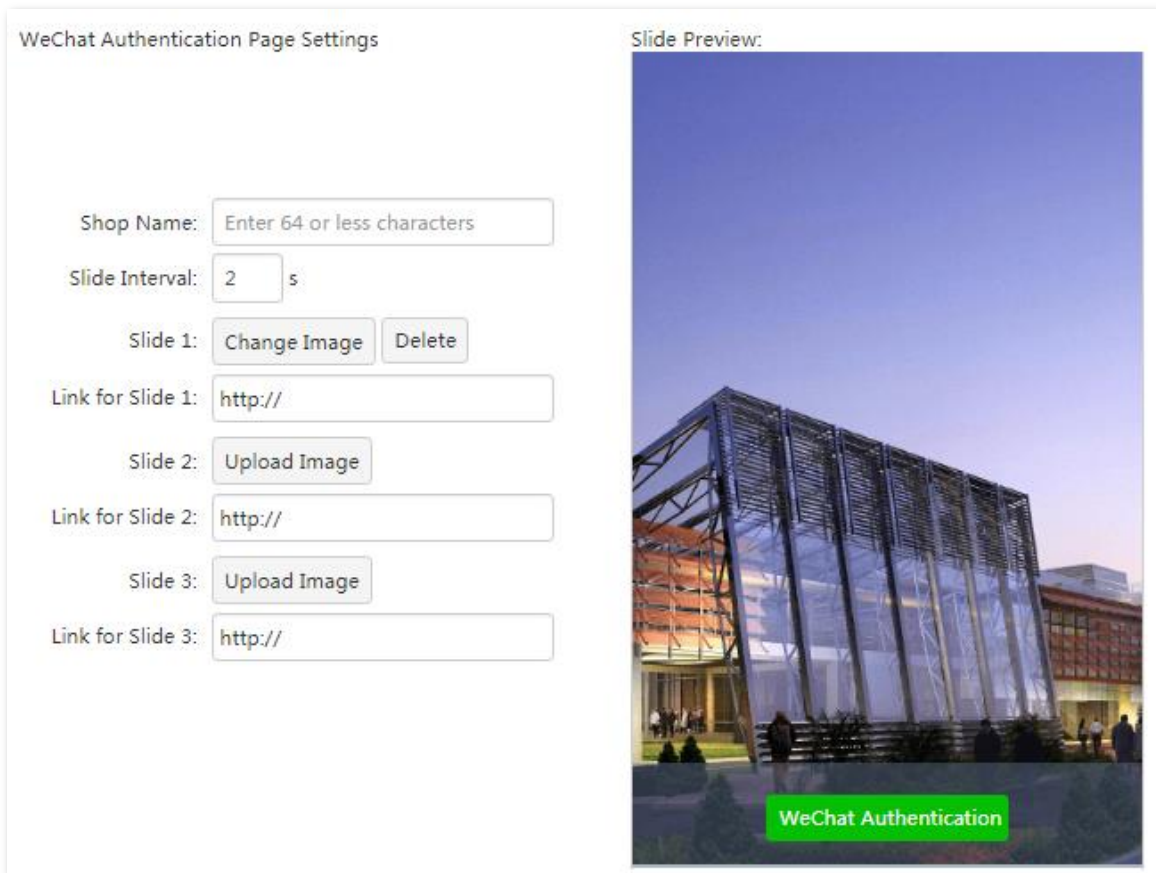 WeChat Authentication Page Settings
Slide Preview:
Shop Name: Enter 64 or less characters
Slide Interval: 2 s
Slide 1: Change Image Delete
Link for Slide 1: http://
Slide 2: Upload Image
Link for Slide 2: http://
Slide 3: Upload Image
Link for Slide 3: http://
WeChat Authentication